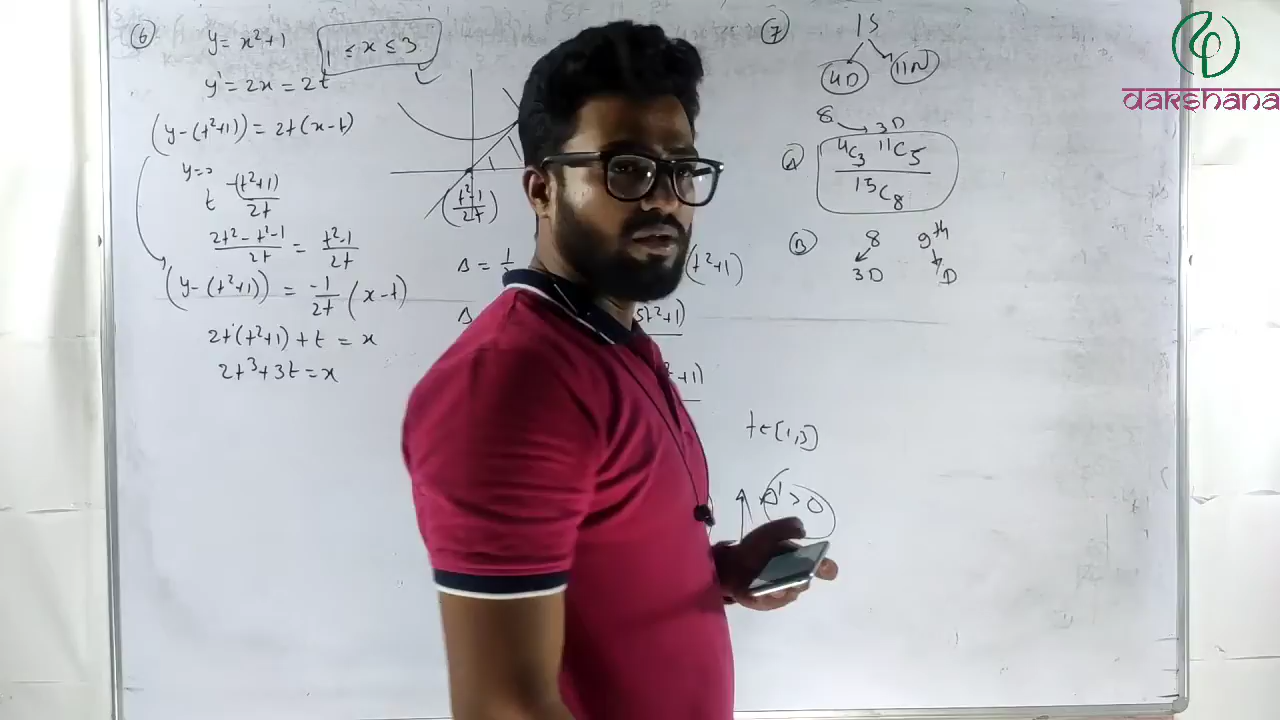 ⑥ y = x²+1 1 ≤ x ≤ 3
y' = 2x = 2t
(y-(t²+1)) = 2t(x-t)
y=0
t -(t²+1)/2t
(2t²-t²-1)/2t = (t²-1)/2t
(y-(t²+1)) = -1/2t (x-t)
2t(t²+1)+t = x
2t³+3t = x
(t²-1)/2t
Δ =
(t²+1)
Δ
5t²+1)
+1)
t∈[1,3]
Δ' > 0
⑦ 15
4D 11N
8 → 3D
Ⓐ ⁴C₃ ¹¹C₅ / ¹⁵C₈
Ⓑ 8 9th
3D D
dakshana